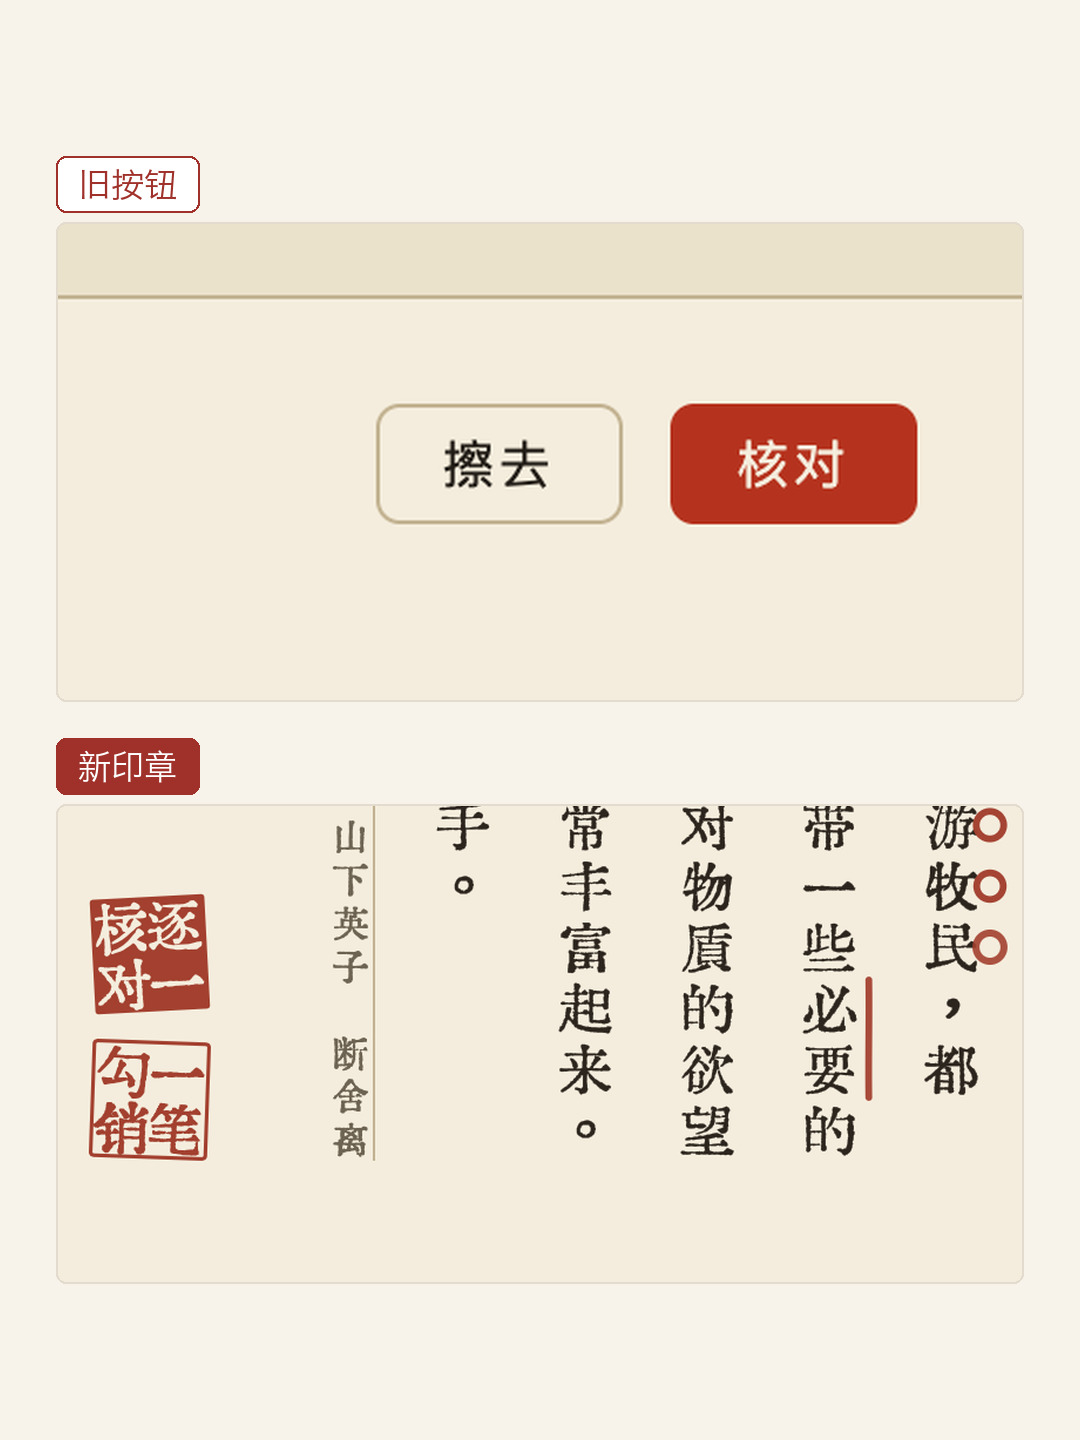 旧按钮
擦去
核对
新印章
游牧民，都
带一些必要的
对物质的欲望
常丰富起来。
手。
山下英子 断舍离
逐一
核对
一笔
勾销